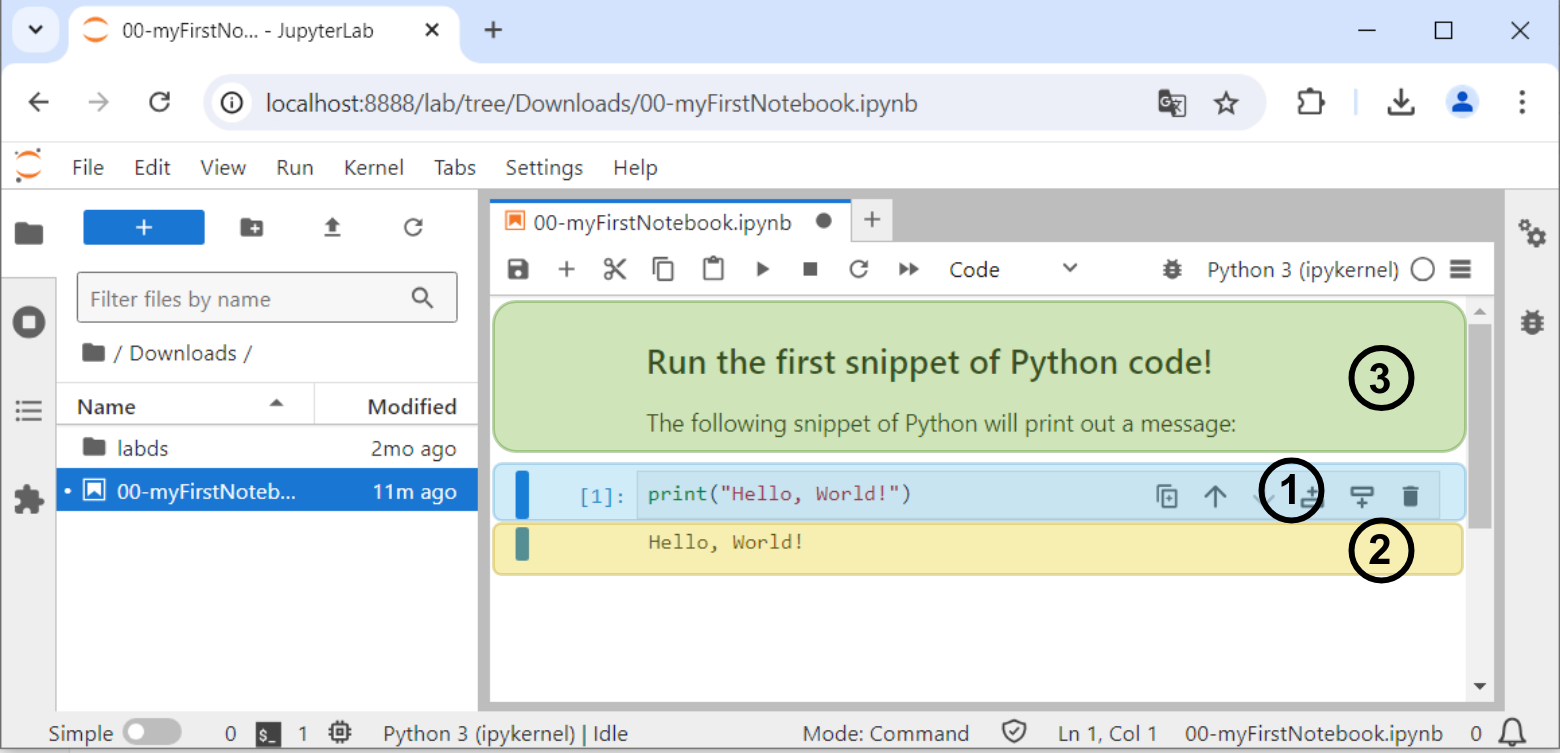 00-myFirstNo... - JupyterLab
localhost:8888/lab/tree/Downloads/00-myFirstNotebook.ipynb
File Edit View Run Kernel Tabs Settings Help
Filter files by name
/ Downloads /
Name Modified
labds 2mo ago
00-myFirstNoteb... 11m ago
00-myFirstNotebook.ipynb
Code Python 3 (ipykernel)
Run the first snippet of Python code!
3
The following snippet of Python will print out a message:
[1]: print("Hello, World!")
1
Hello, World!
2
Simple 0 $_ 1 Python 3 (ipykernel) | Idle Mode: Command Ln 1, Col 1 00-myFirstNotebook.ipynb 0